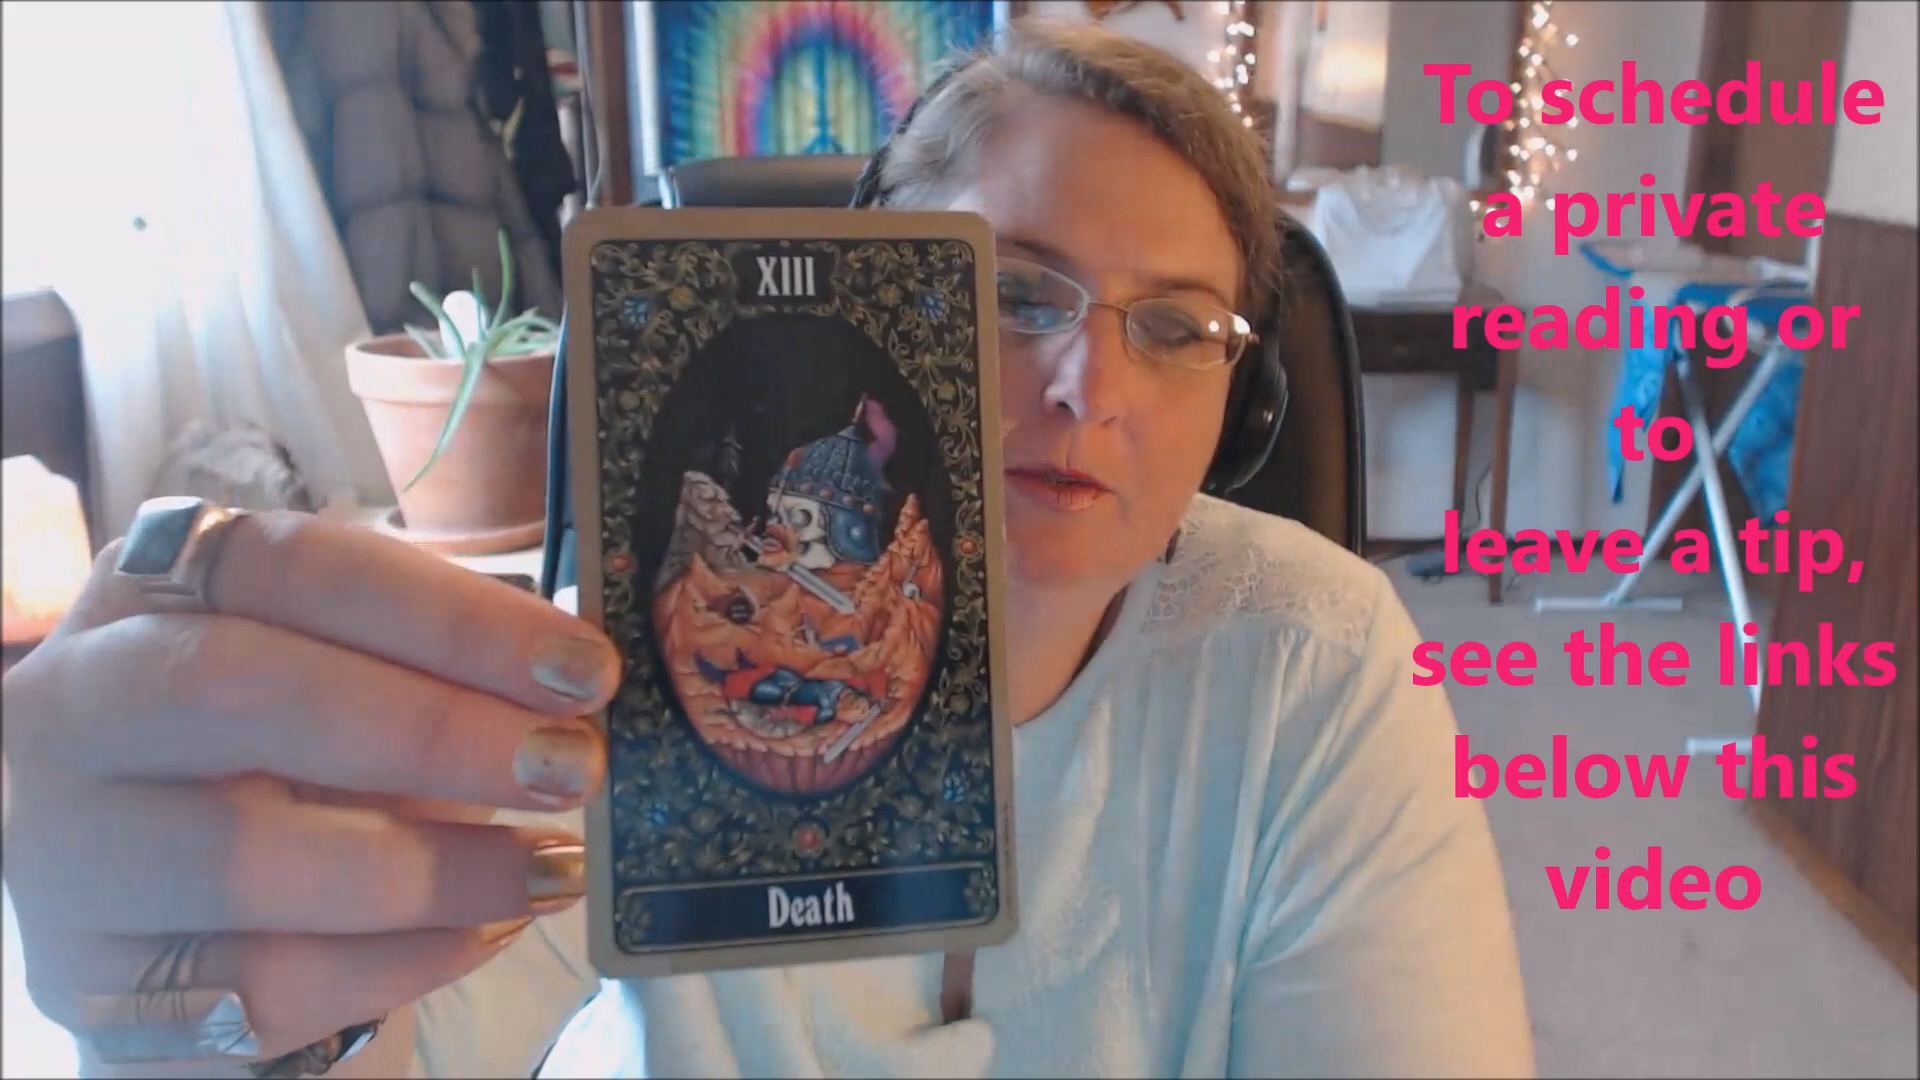 XIII
Death
To schedule
a private
reading or
to
leave a tip,
see the links
below this
video